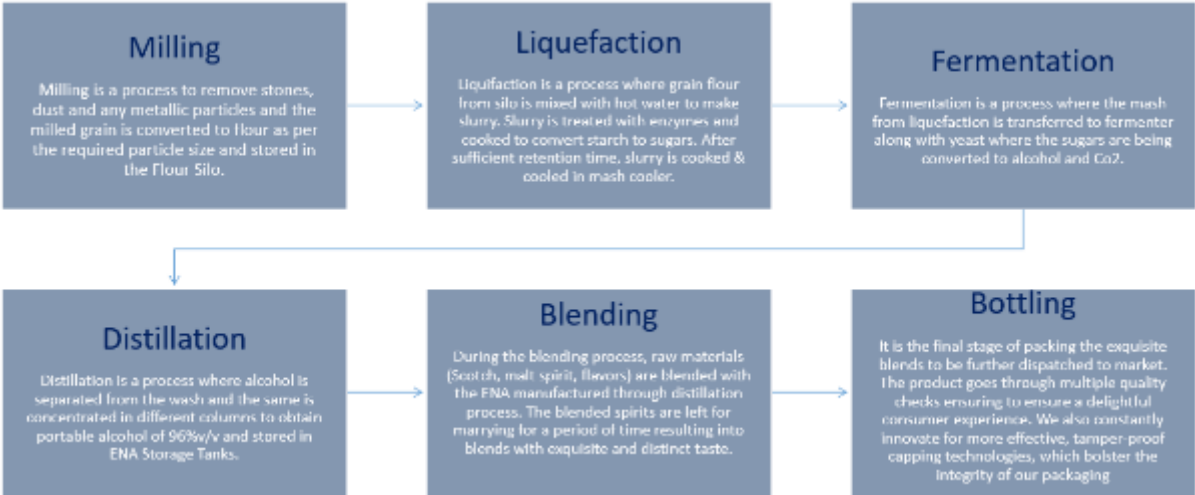 Milling
Milling is a process to remove stones,
dust and any metallic particles and the
milled grain is converted to flour as per
the required particle size and stored in
the Flour Silo.
Liquefaction
Liquifaction is a process where grain flour
from silo is mixed with hot water to make
slurry. Slurry is treated with enzymes and
cooked to convert starch to sugars. After
sufficient retention time, slurry is cooked &
cooled in mash cooler.
Fermentation
Fermentation is a process where the mash
from liquefaction is transferred to fermenter
along with yeast where the sugars are being
converted to alcohol and Co2.
Distillation
Distillation is a process where alcohol is
separated from the wash and the same is
concentrated in different columns to obtain
portable alcohol of 96%v/v and stored in
ENA Storage Tanks.
Blending
During the blending process, raw materials
(Scotch, malt spirit, flavors) are blended with
the ENA manufactured through distillation
process. The blended spirits are left for
marrying for a period of time resulting into
blends with exquisite and distinct taste.
Bottling
It is the final stage of packing the exquisite
blends to be further dispatched to market.
The product goes through multiple quality
checks ensuring to ensure a delightful
consumer experience. We also constantly
innovate for more effective, tamper-proof
capping technologies, which bolster the
integrity of our packaging